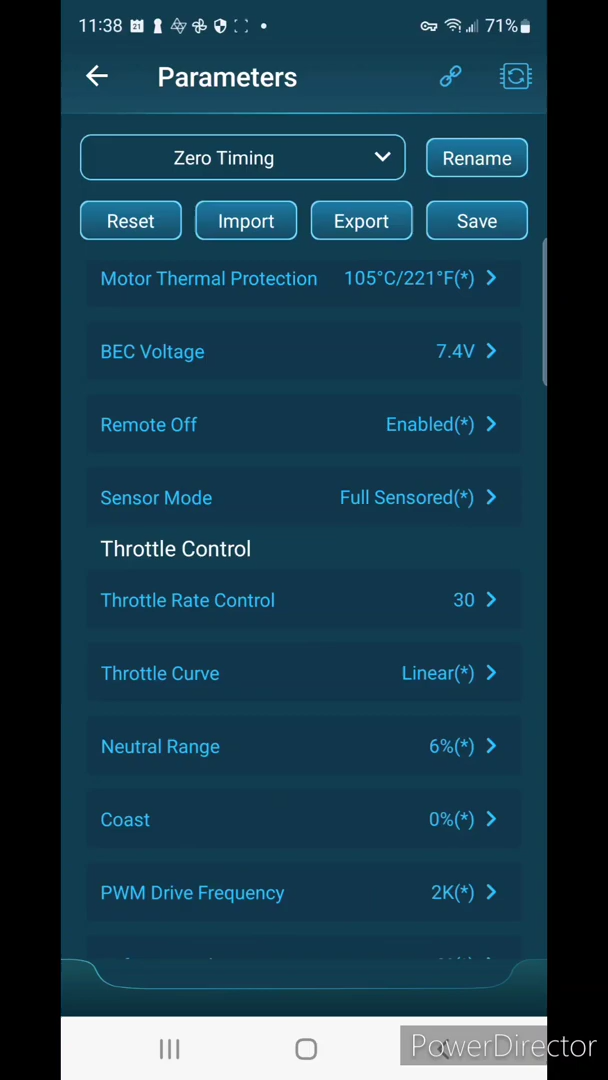 11:38 71%
Parameters
Zero Timing Rename
Reset Import Export Save
Motor Thermal Protection 105°C/221°F(*)
BEC Voltage 7.4V
Remote Off Enabled(*)
Sensor Mode Full Sensored(*)
Throttle Control
Throttle Rate Control 30
Throttle Curve Linear(*)
Neutral Range 6%(*)
Coast 0%(*)
PWM Drive Frequency 2K(*)
PowerDirector